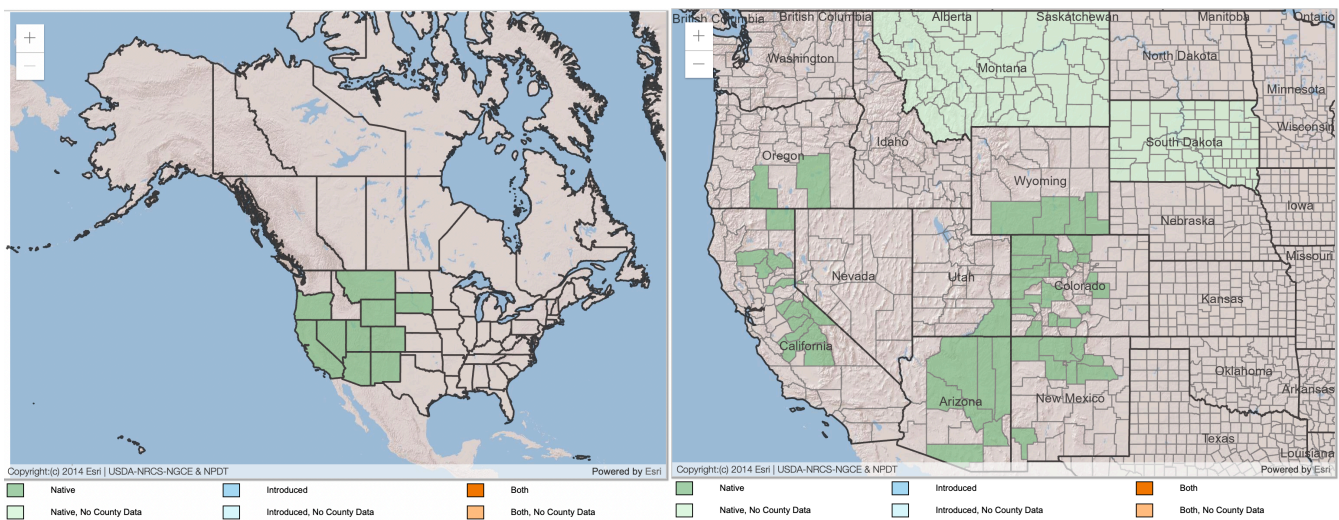 +
−
Copyright:(c) 2014 Esri | USDA-NRCS-NGCE & NPDT
Powered by Esri
Native
Introduced
Both
Native, No County Data
Introduced, No County Data
Both, No County Data
+
−
British Columbia
British Columbia
Alberta
Saskatchewan
Manitoba
Ontario
Washington
Montana
North Dakota
Minnesota
Wisconsin
Oregon
Idaho
South Dakota
Wyoming
Iowa
Nebraska
Nevada
Utah
Colorado
Kansas
Missouri
California
Arizona
New Mexico
Oklahoma
Arkansas
Texas
Louisiana
Copyright:(c) 2014 Esri | USDA-NRCS-NGCE & NPDT
Powered by Esri
Native
Introduced
Both
Native, No County Data
Introduced, No County Data
Both, No County Data